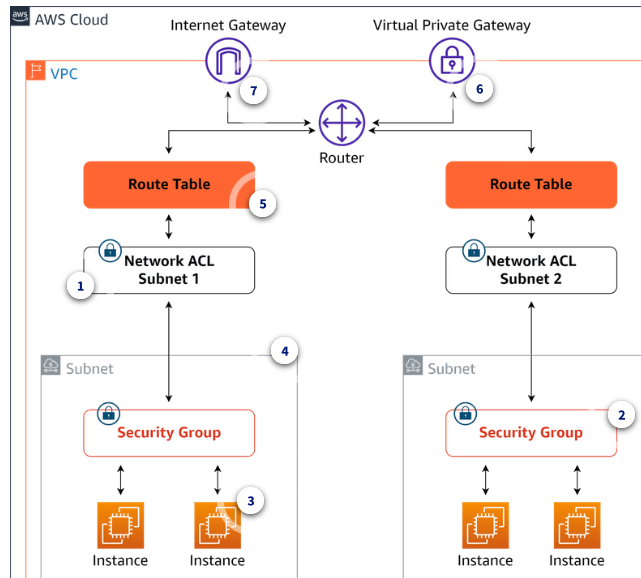 aws
AWS Cloud
Internet Gateway
Virtual Private Gateway
VPC
7
6
Router
Route Table
Route Table
5
Network ACL
Subnet 1
Network ACL
Subnet 2
1
4
Subnet
Subnet
Security Group
Security Group
2
3
Instance
Instance
Instance
Instance